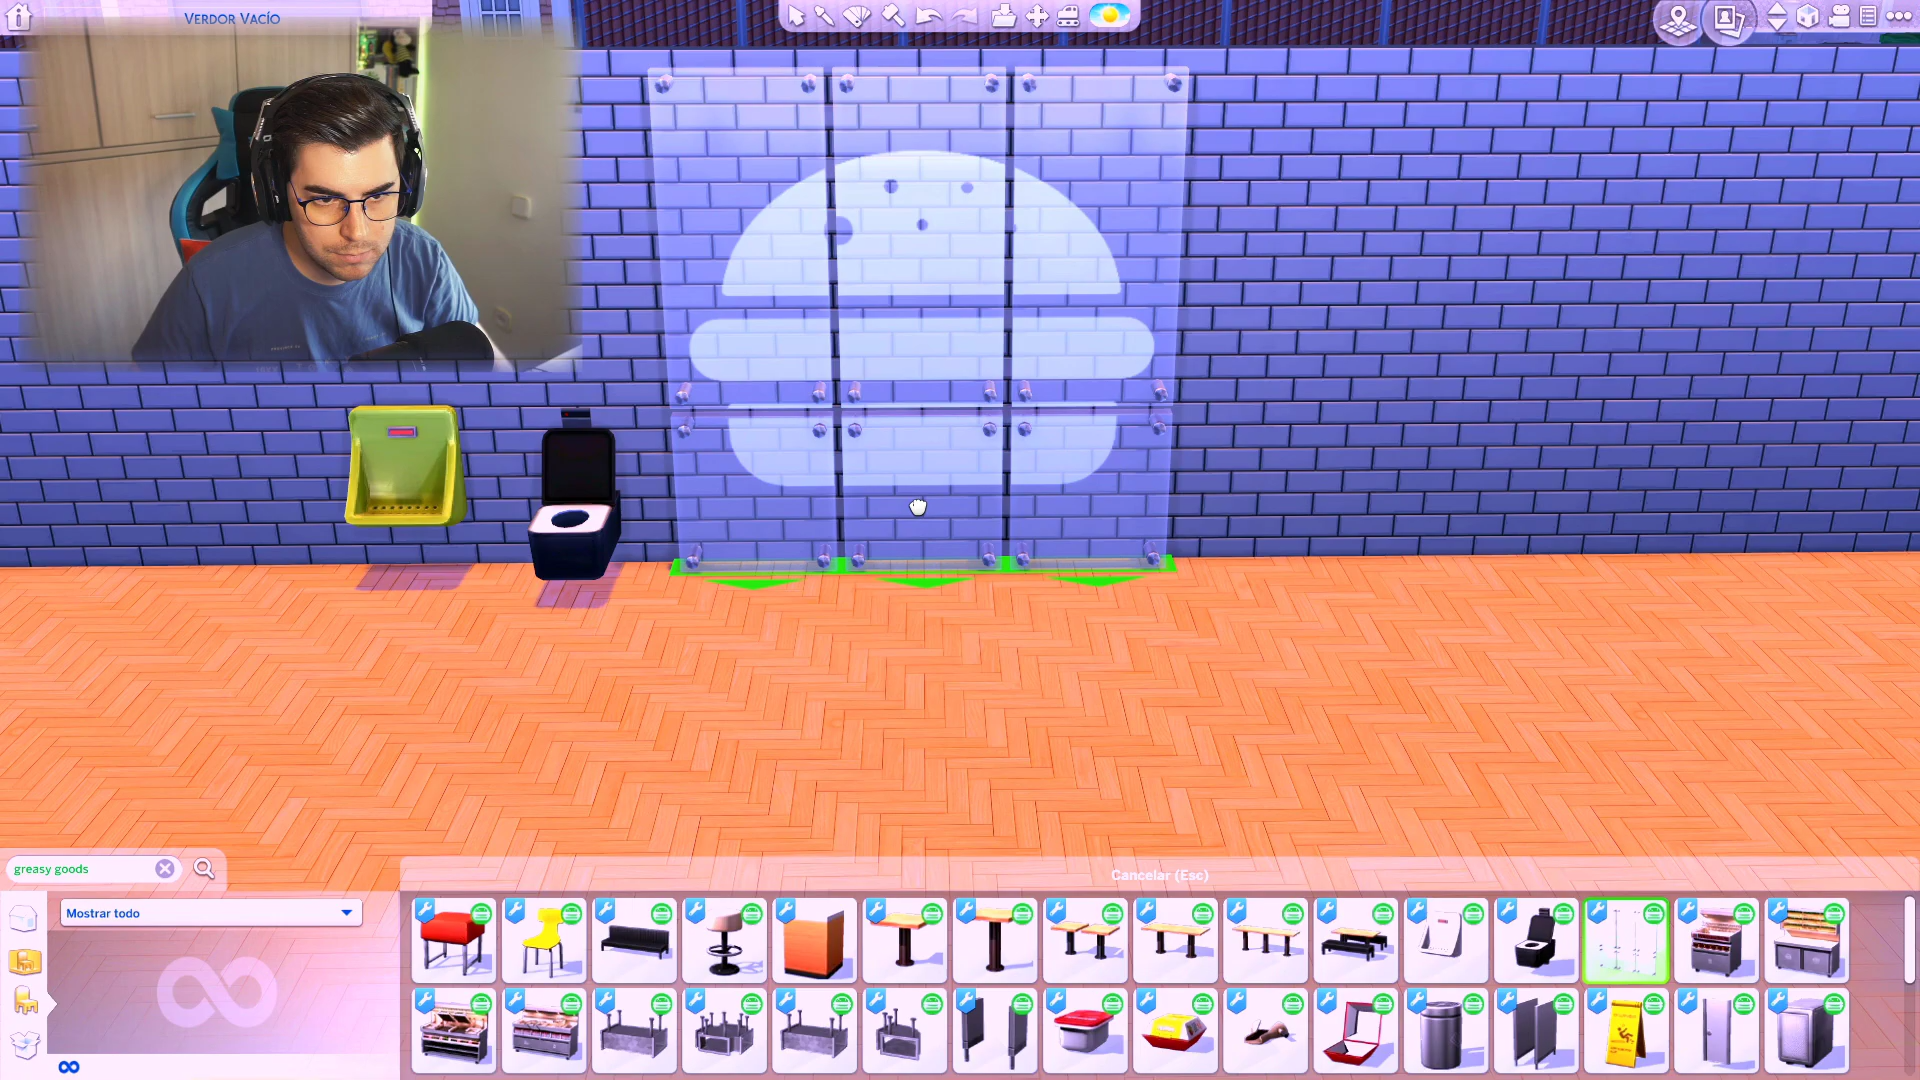 Verdor Vacío
greasy goods
Cancelar (Esc)
Mostrar todo